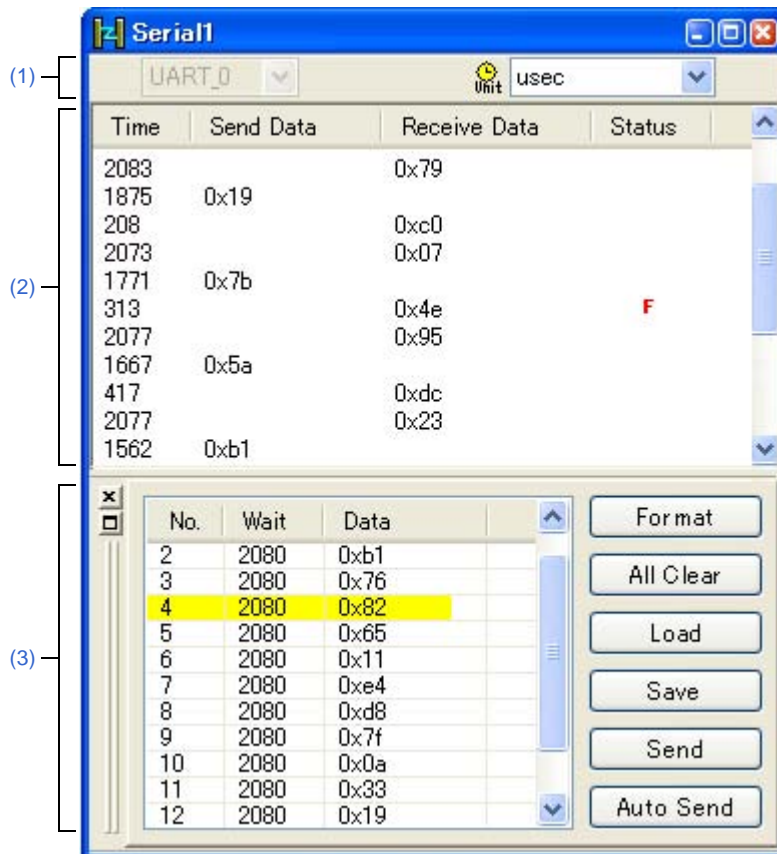 Serial1
(1)
UART_0
Unit
usec
(2)
Time Send Data Receive Data Status
2083 0x79
1875 0x19
208 0xc0
2073 0x07
1771 0x7b
313 0x4e F
2077 0x95
1667 0x5a
417 0xdc
2077 0x23
1562 0xb1
(3)
No. Wait Data
2 2080 0xb1
3 2080 0x76
4 2080 0x82
5 2080 0x65
6 2080 0x11
7 2080 0xe4
8 2080 0xd8
9 2080 0x7f
10 2080 0x0a
11 2080 0x33
12 2080 0x19
Format
All Clear
Load
Save
Send
Auto Send